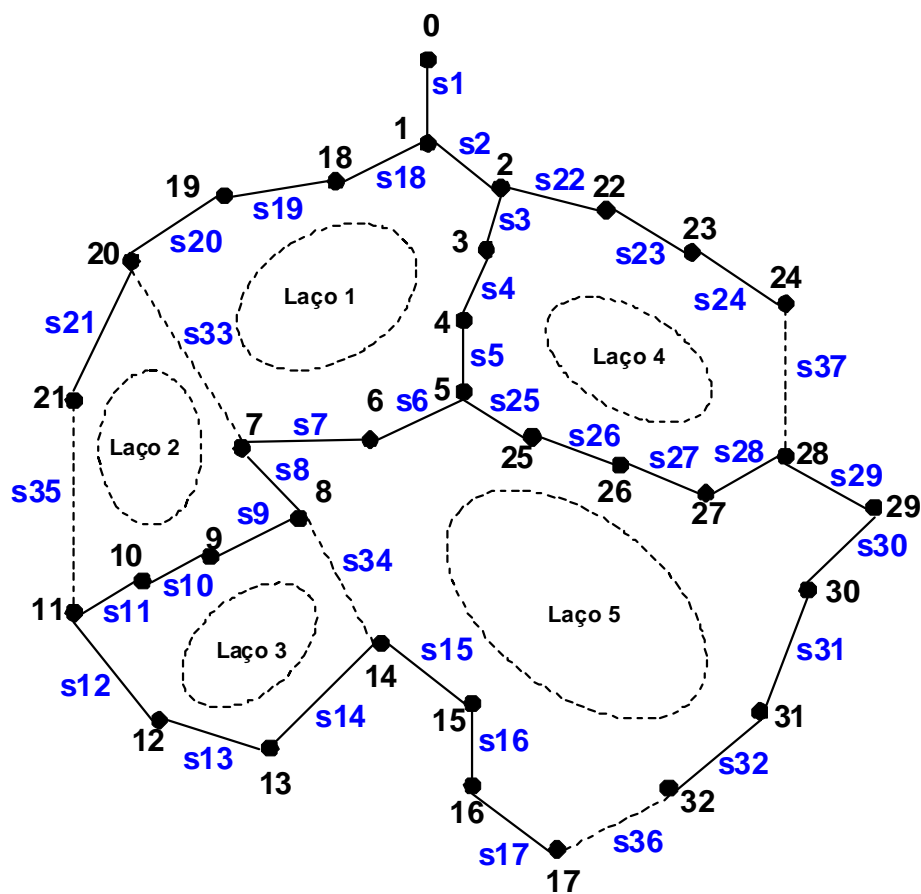 0
s1
1
s2
18
s18
2
s22
22
19
s19
s3
23
s20
3
s23
20
24
s4
s24
Laço 1
s21
s33
4
Laço 4
s37
s5
21
5
6
s6
s25
7
s7
25
s26
28
Laço 2
s8
s27
s28
s29
26
8
27
29
s35
s9
s34
s30
9
10
s10
30
11
s11
Laço 5
Laço 3
s15
s31
14
s12
s14
15
31
12
s16
s13
s32
13
16
32
s36
s17
17